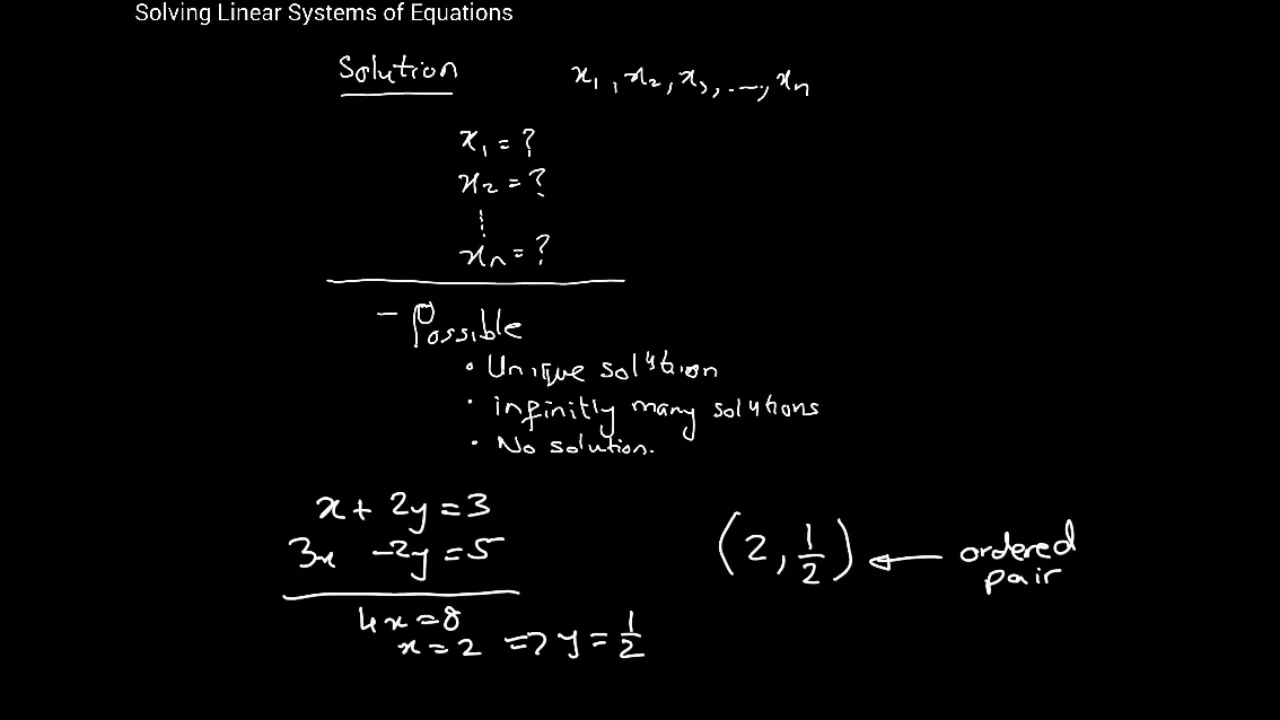 Solving Linear Systems of Equations
Solution x₁, x₂, x₃, ..., xₙ
x₁ = ?
x₂ = ?
⋮
xₙ = ?
- Possible
• Unique solution
• infinitly many solutions
• No solution.
x + 2y = 3
3x - 2y = 5
(2, 1/2) ← ordered pair
4x = 8
x = 2 ⇒ y = 1/2